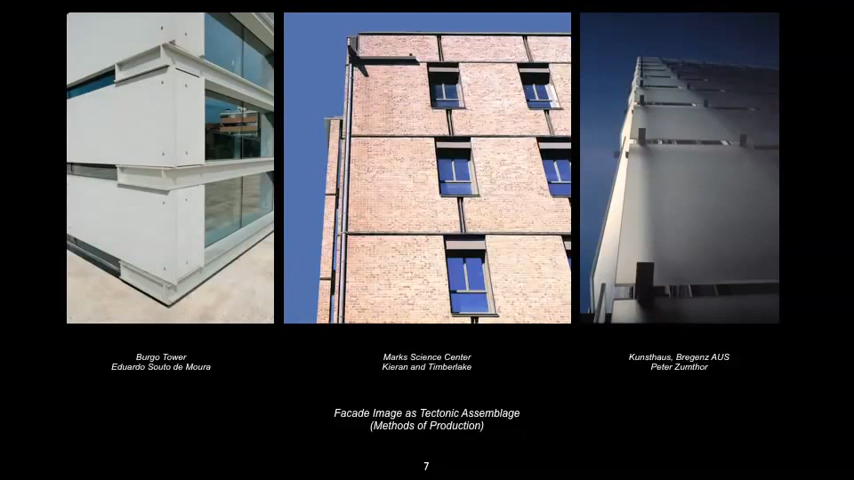 Burgo Tower
Eduardo Souto de Moura
Marks Science Center
Kieran and Timberlake
Kunsthaus, Bregenz AUS
Peter Zumthor
Facade Image as Tectonic Assemblage
(Methods of Production)
7